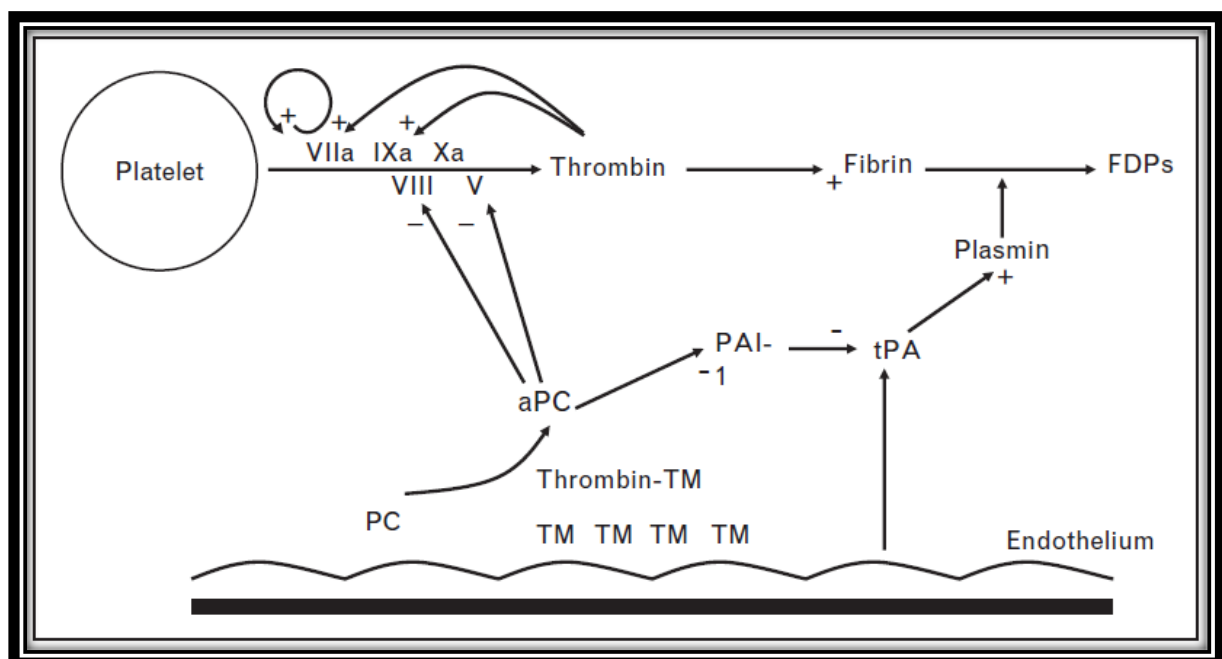 + + +
VIIa IXa Xa
Platelet Thrombin +Fibrin FDPs
VIII V
– –
Plasmin
+
PAI-
-1
-
tPA
aPC
Thrombin-TM
PC
TM TM TM TM
Endothelium